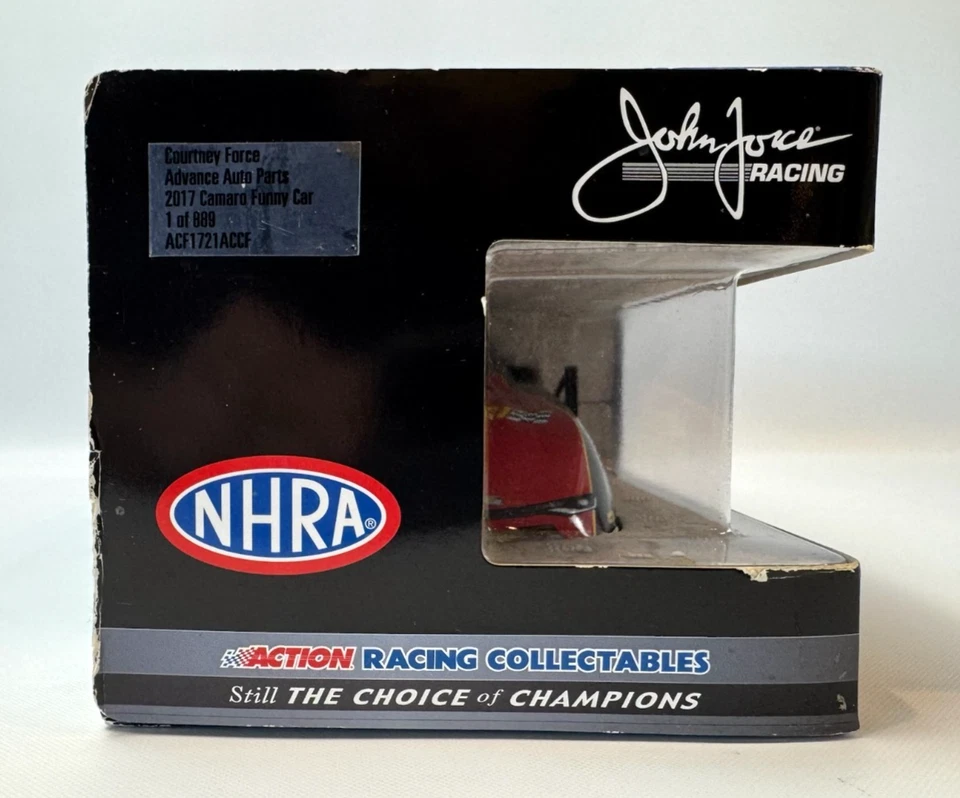 Courtney Force
Advance Auto Parts
2017 Camaro Funny Car
1 of 889
ACF1721ACCF
John Force®
RACING
NHRA®
ACTION RACING COLLECTABLES
Still THE CHOICE of CHAMPIONS